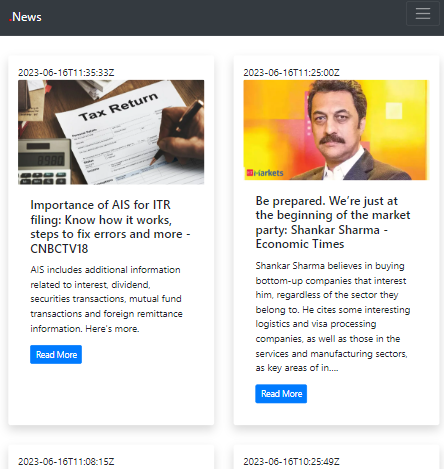 .News
2023-06-16T11:35:33Z
Tax Return
Importance of AIS for ITR
filing: Know how it works,
steps to fix errors and more -
CNBCTV18
AIS includes additional information
related to interest, dividend,
securities transactions, mutual fund
transactions and foreign remittance
information. Here's more.
Read More
2023-06-16T11:25:00Z
Markets
Be prepared. We're just at
the beginning of the market
party: Shankar Sharma -
Economic Times
Shankar Sharma believes in buying
bottom-up companies that interest
him, regardless of the sector they
belong to. He cites some interesting
logistics and visa processing
companies, as well as those in the
services and manufacturing sectors,
as key areas of in....
Read More
2023-06-16T11:08:15Z
2023-06-16T10:25:49Z